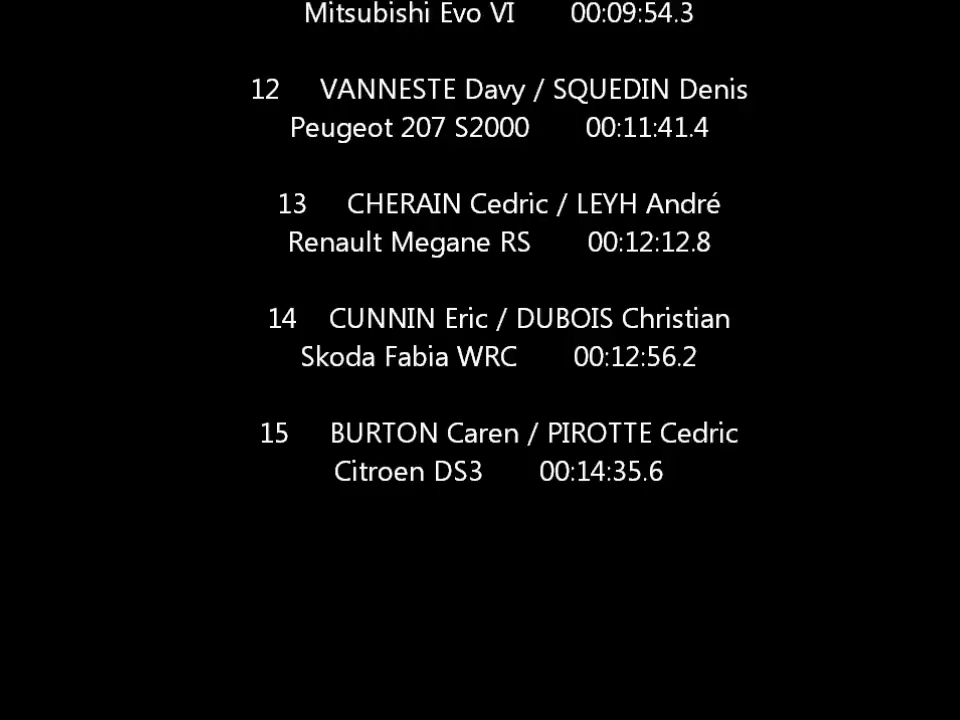 Mitsubishi Evo VI 00:09:54.3
12 VANNESTE Davy / SQUEDIN Denis
Peugeot 207 S2000 00:11:41.4
13 CHERAIN Cedric / LEYH André
Renault Megane RS 00:12:12.8
14 CUNNIN Eric / DUBOIS Christian
Skoda Fabia WRC 00:12:56.2
15 BURTON Caren / PIROTTE Cedric
Citroen DS3 00:14:35.6